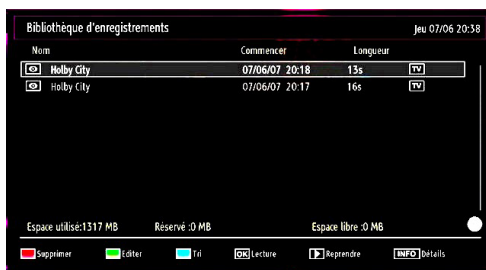 Bibliothèque d'enregistrements Jeu 07/06 20:38
Nom Commencer Longueur
Holby City 07/06/07 20:18 13s TV
Holby City 07/06/07 20:17 16s TV
Espace utilisé:1317 MB Réservé :0 MB Espace libre :0 MB
Supprimer Editer Tri OK Lecture Reprendre INFO Détails